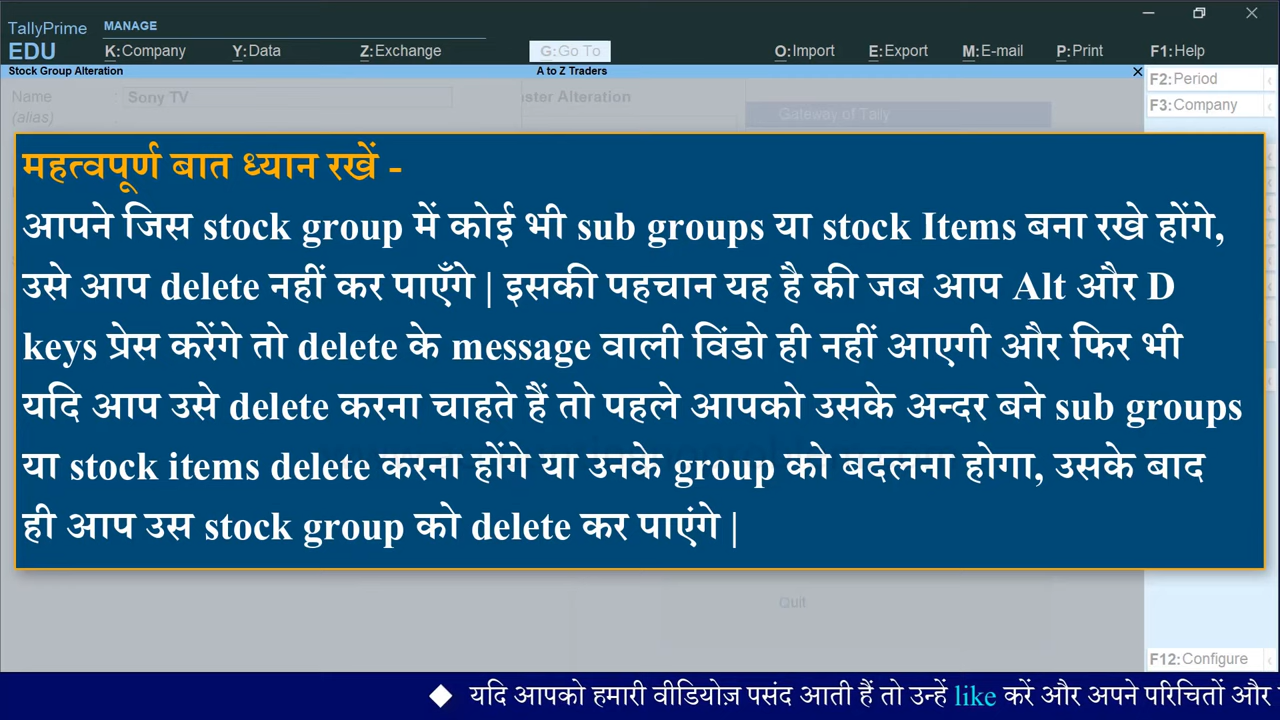 TallyPrime
EDU
MANAGE
K:Company
Y:Data
Z:Exchange
G:Go To
O:Import
E:Export
M:E-mail
P:Print
F1:Help
Stock Group Alteration
A to Z Traders
F2:Period
F3:Company
Name : Sony TV
(alias) :
ster Alteration
Gateway of Tally
महत्वपूर्ण बात ध्यान रखें -
आपने जिस stock group में कोई भी sub groups या stock Items बना रखे होंगे,
उसे आप delete नहीं कर पाएँगे | इसकी पहचान यह है की जब आप Alt और D
keys प्रेस करेंगे तो delete के message वाली विंडो ही नहीं आएगी और फिर भी
यदि आप उसे delete करना चाहते हैं तो पहले आपको उसके अन्दर बने sub groups
या stock items delete करना होंगे या उनके group को बदलना होगा, उसके बाद
ही आप उस stock group को delete कर पाएंगे |
Quit
F12:Configure
◆ यदि आपको हमारी वीडियोज़ पसंद आती हैं तो उन्हें like करें और अपने परिचितों और